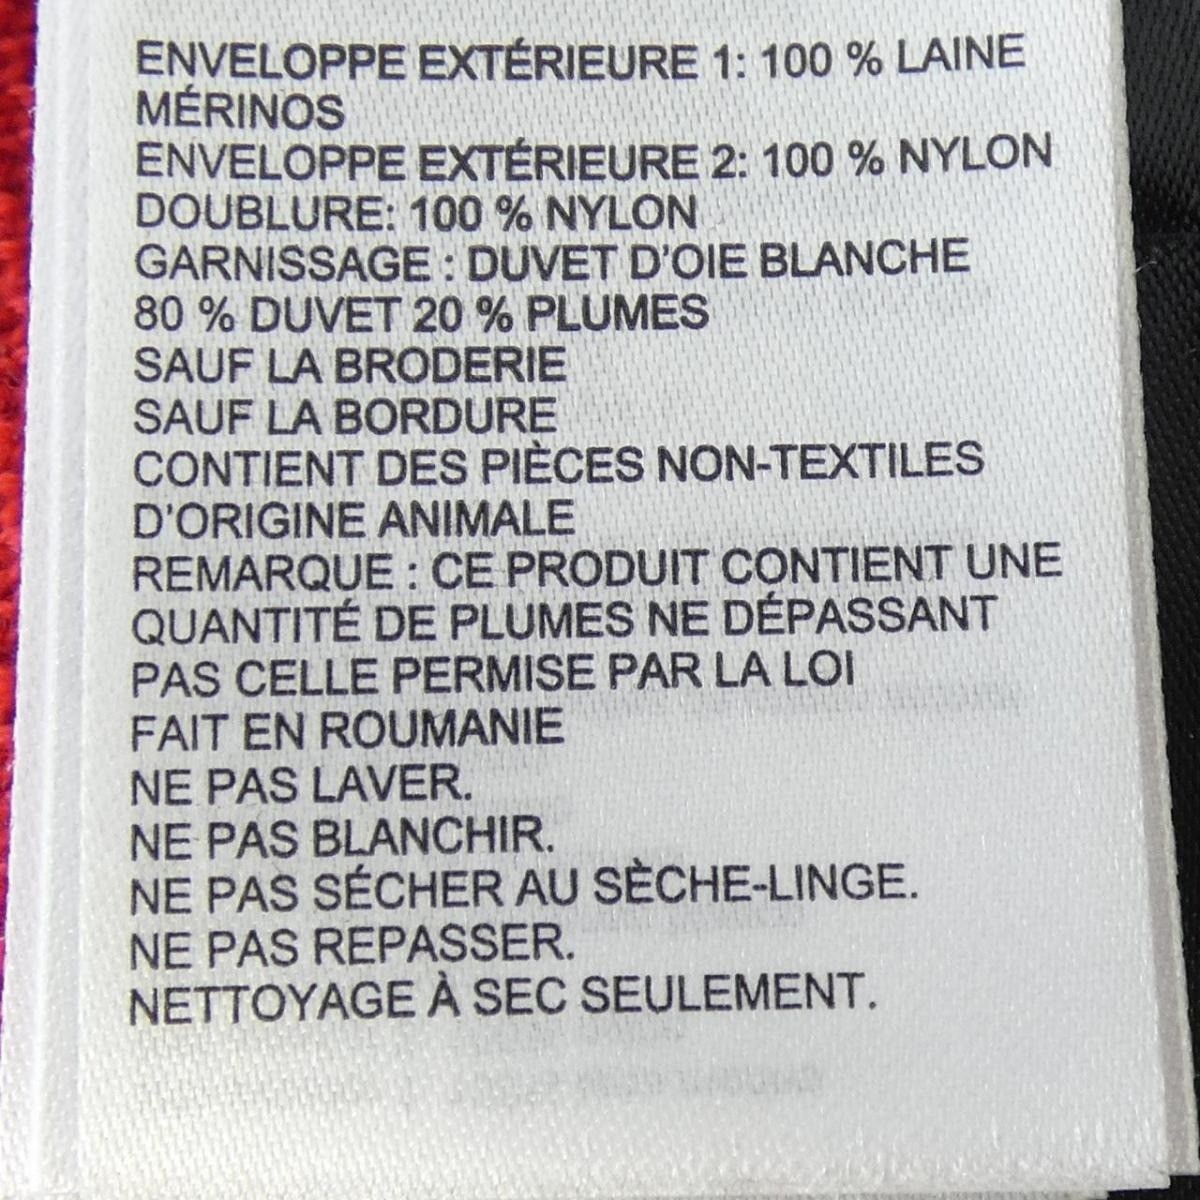 ENVELOPPE EXTÉRIEURE 1: 100 % LAINE
MÉRINOS
ENVELOPPE EXTÉRIEURE 2: 100 % NYLON
DOUBLURE: 100 % NYLON
GARNISSAGE : DUVET D'OIE BLANCHE
80 % DUVET 20 % PLUMES
SAUF LA BRODERIE
SAUF LA BORDURE
CONTIENT DES PIÈCES NON-TEXTILES
D'ORIGINE ANIMALE
REMARQUE : CE PRODUIT CONTIENT UNE
QUANTITÉ DE PLUMES NE DÉPASSANT
PAS CELLE PERMISE PAR LA LOI
FAIT EN ROUMANIE
NE PAS LAVER.
NE PAS BLANCHIR.
NE PAS SÉCHER AU SÈCHE-LINGE.
NE PAS REPASSER.
NETTOYAGE À SEC SEULEMENT.